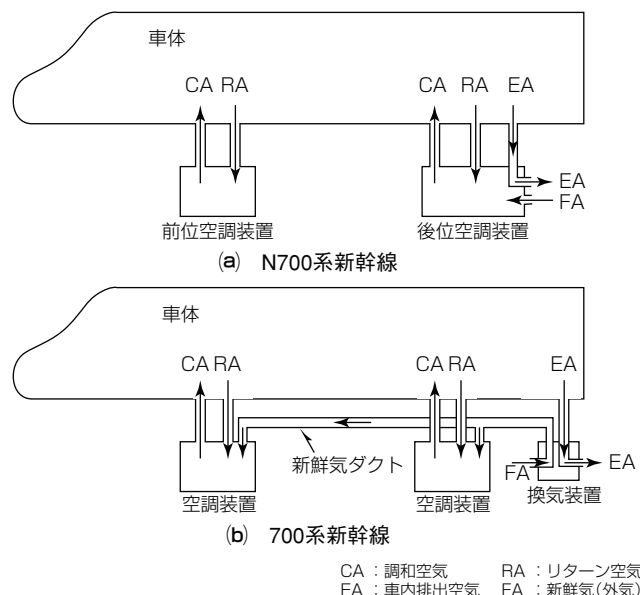 車体
CA RA CA RA EA
EA
FA
前位空調装置 後位空調装置
(a) N700系新幹線
車体
CA RA CA RA EA
新鮮気ダクト FA EA
空調装置 空調装置 換気装置
(b) 700系新幹線
CA:調和空気 RA:リターン空気
EA:車内排出空気 FA:新鮮気(外気)